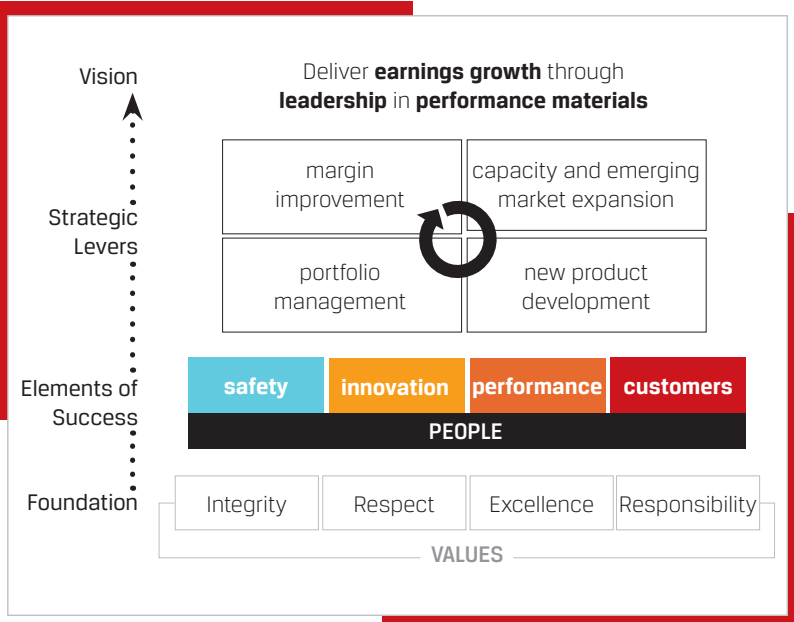 Vision
Deliver earnings growth through
leadership in performance materials
margin
improvement
capacity and emerging
market expansion
Strategic
Levers
portfolio
management
new product
development
Elements of
Success
safety
innovation
performance
customers
PEOPLE
Foundation
Integrity
Respect
Excellence
Responsibility
VALUES